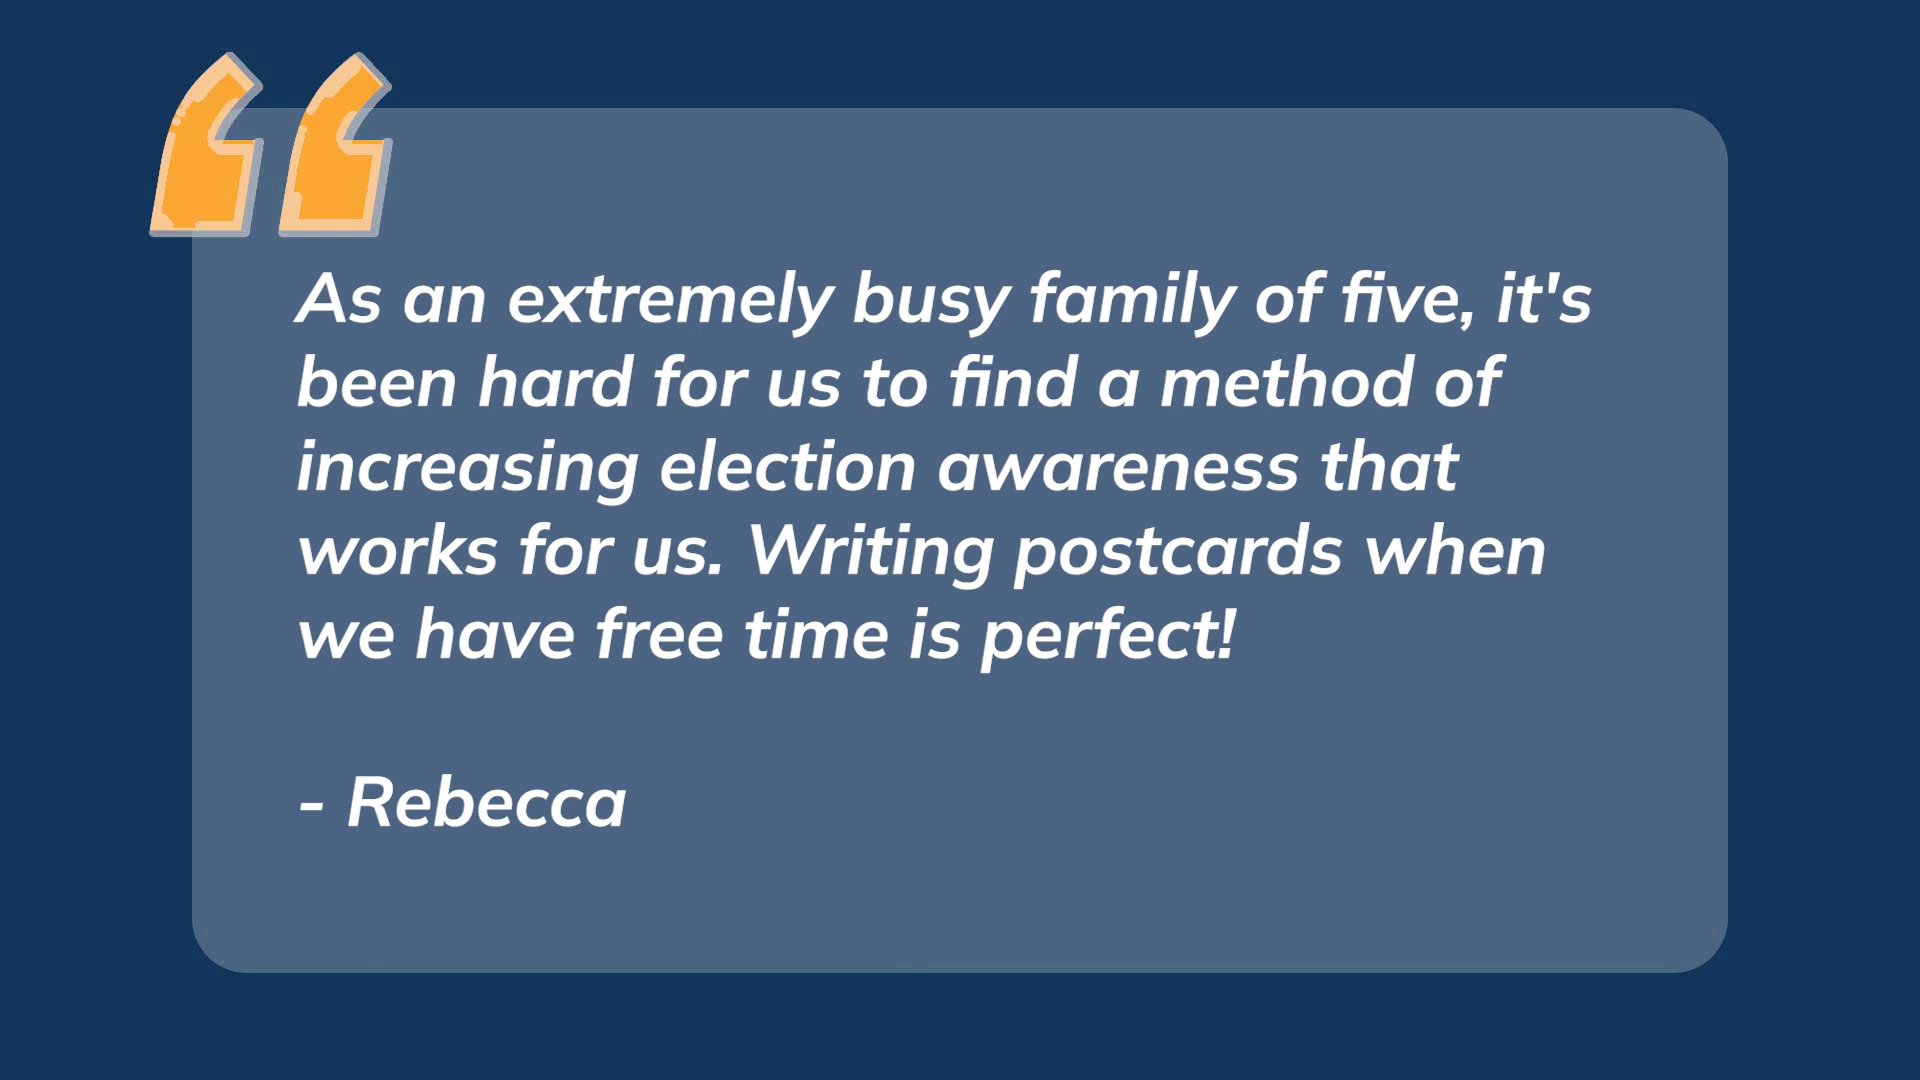 “
As an extremely busy family of five, it's
been hard for us to find a method of
increasing election awareness that
works for us. Writing postcards when
we have free time is perfect!
- Rebecca